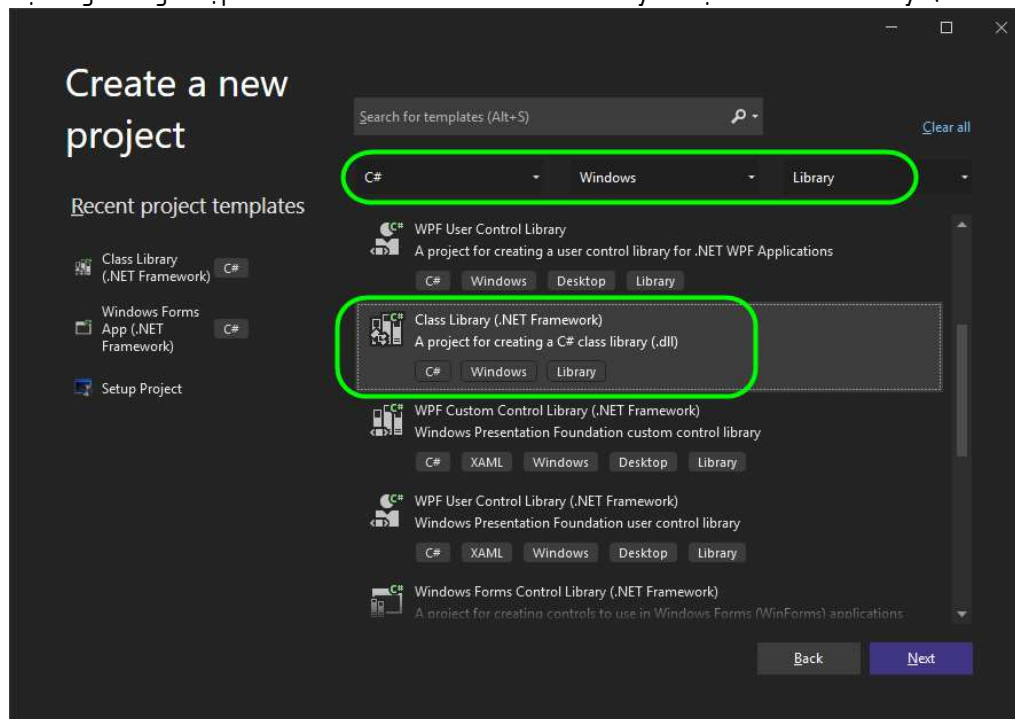 Create a new
project
Search for templates (Alt+S)
Clear all
C# Windows Library
Recent project templates
Class Library
(.NET Framework)
C#
Windows Forms
App (.NET
Framework)
C#
Setup Project
WPF User Control Library
A project for creating a user control library for .NET WPF Applications
C# Windows Desktop Library
Class Library (.NET Framework)
A project for creating a C# class library (.dll)
C# Windows Library
WPF Custom Control Library (.NET Framework)
Windows Presentation Foundation custom control library
C# XAML Windows Desktop Library
WPF User Control Library (.NET Framework)
Windows Presentation Foundation user control library
C# XAML Windows Desktop Library
Windows Forms Control Library (.NET Framework)
A project for creating controls to use in Windows Forms (WinForms) applications
Back Next